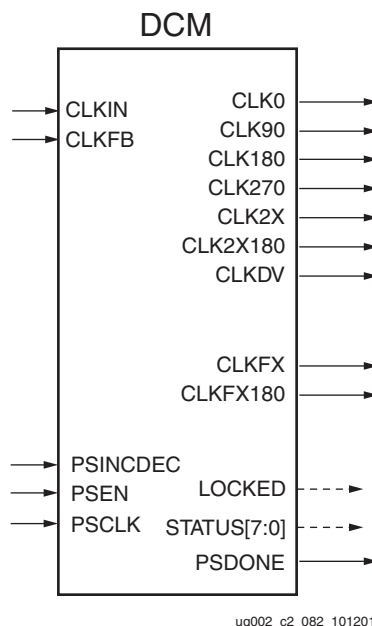 DCM
CLKIN
CLKFB
CLK0
CLK90
CLK180
CLK270
CLK2X
CLK2X180
CLKDV
CLKFX
CLKFX180
PSINCDEC
PSEN
PSCLK
LOCKED
STATUS[7:0]
PSDONE
ug002_c2_082_101201